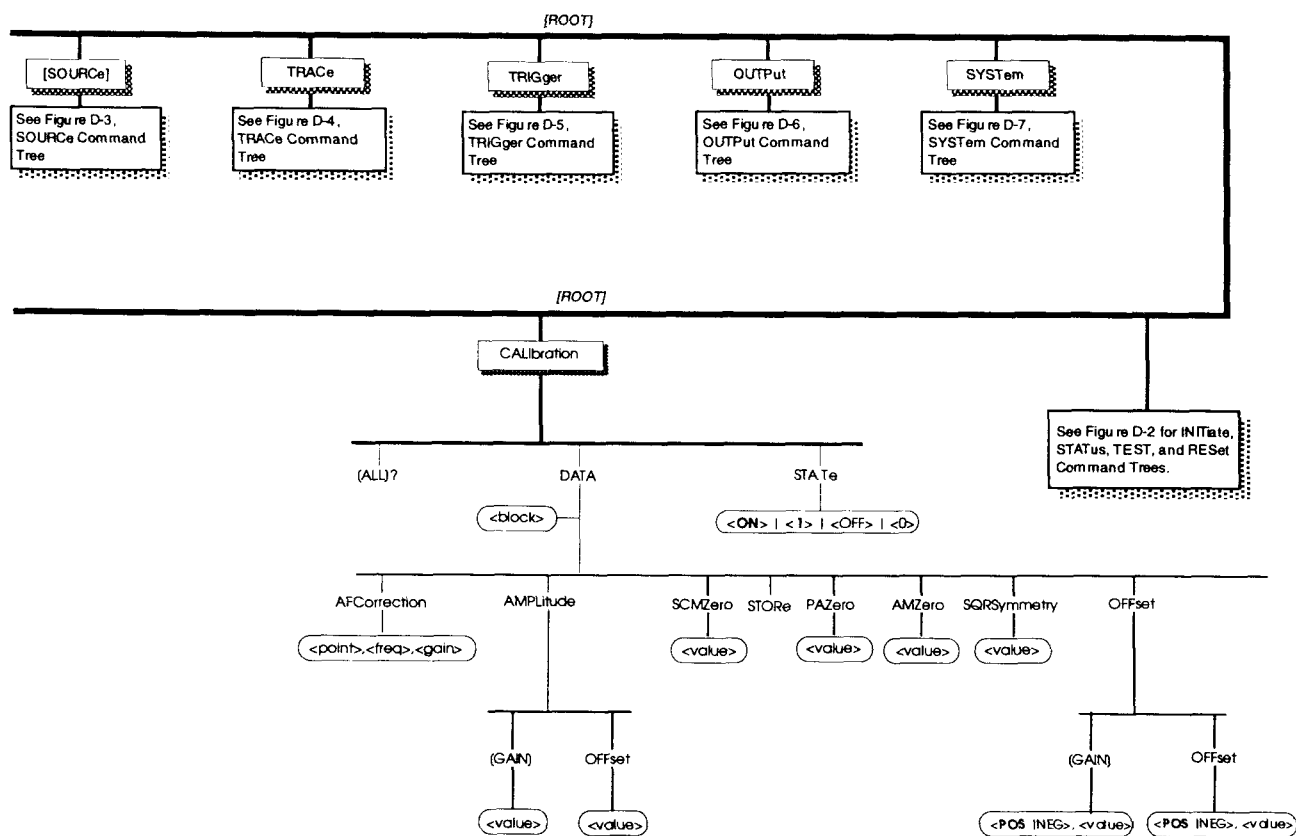 [ROOT]
[SOURCe]
TRACe
TRIGger
OUTPut
SYSTem
See Figure D-3,
SOURCe Command
Tree
See Figure D-4,
TRACe Command
Tree
See Figure D-5,
TRIGger Command
Tree
See Figure D-6,
OUTPut Command
Tree
See Figure D-7,
SYSTem Command
Tree
[ROOT]
CALIbration
See Figure D-2 for INITiate,
STATus, TEST, and RESet
Command Trees.
(ALL)?
DATA
STATe
<block>
<ON> | <1> | <OFF> | <0>
AFCorrection
AMPLitude
SCMZero
STORe
PAZero
AMZero
SQRSymmetry
OFFset
<point>,<freq>,<gain>
<value>
<value>
<value>
<value>
(GAIN)
OFFset
(GAIN)
OFFset
<value>
<value>
<POS |NEG>, <value>
<POS |NEG>, <value>